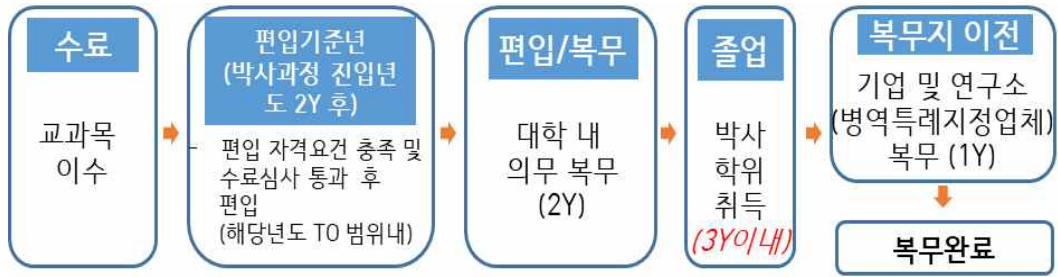 수료
교과목
이수
편입기준년
(박사과정 진입년
도 2Y 후)
- 편입 자격요건 충족 및
수료심사 통과 후
편입
(해당년도 TO 범위내)
편입/복무
대학 내
의무 복무
(2Y)
졸업
박사
학위
취득
(3Y이내)
복무지 이전
기업 및 연구소
(병역특례지정업체)
복무 (1Y)
복무완료